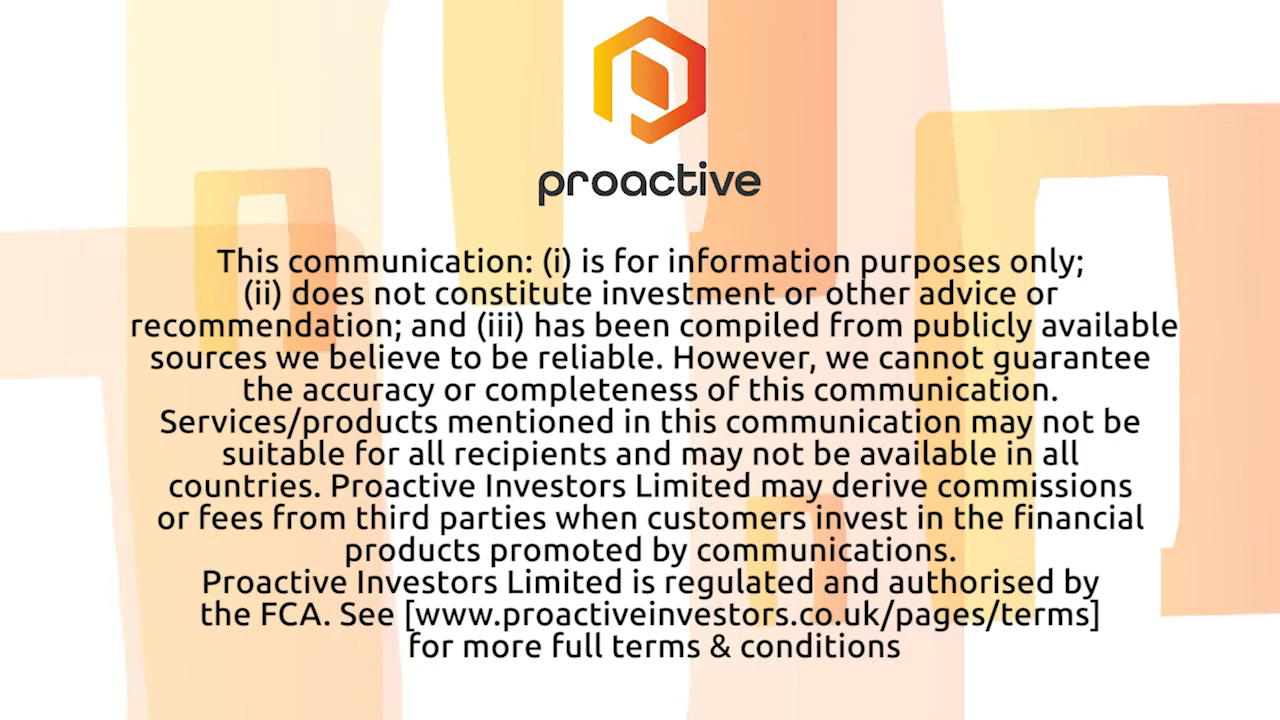 proactive
This communication: (i) is for information purposes only;
(ii) does not constitute investment or other advice or
recommendation; and (iii) has been compiled from publicly available
sources we believe to be reliable. However, we cannot guarantee
the accuracy or completeness of this communication.
Services/products mentioned in this communication may not be
suitable for all recipients and may not be available in all
countries. Proactive Investors Limited may derive commissions
or fees from third parties when customers invest in the financial
products promoted by communications.
Proactive Investors Limited is regulated and authorised by
the FCA. See [www.proactiveinvestors.co.uk/pages/terms]
for more full terms & conditions